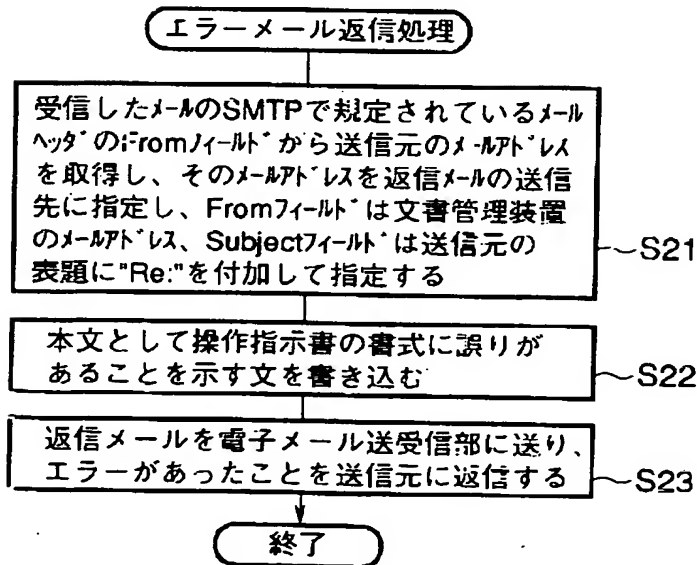 エラーメール返信処理
受信したﾒｰﾙのSMTPで規定されているﾒｰﾙ
ﾍｯﾀﾞのFromﾌｨｰﾙﾄﾞから送信元のﾒｰﾙｱﾄﾞﾚｽ
を取得し、そのﾒｰﾙｱﾄﾞﾚｽを返信ﾒｰﾙの送信
先に指定し、Fromﾌｨｰﾙﾄﾞは文書管理装置
のﾒｰﾙｱﾄﾞﾚｽ、Subjectﾌｨｰﾙﾄﾞは送信元の
表題に"Re:"を付加して指定する
S21
本文として操作指示書の書式に誤りが
あることを示す文を書き込む
S22
返信メールを電子メール送受信部に送り、
エラーがあったことを送信元に返信する
S23
終了